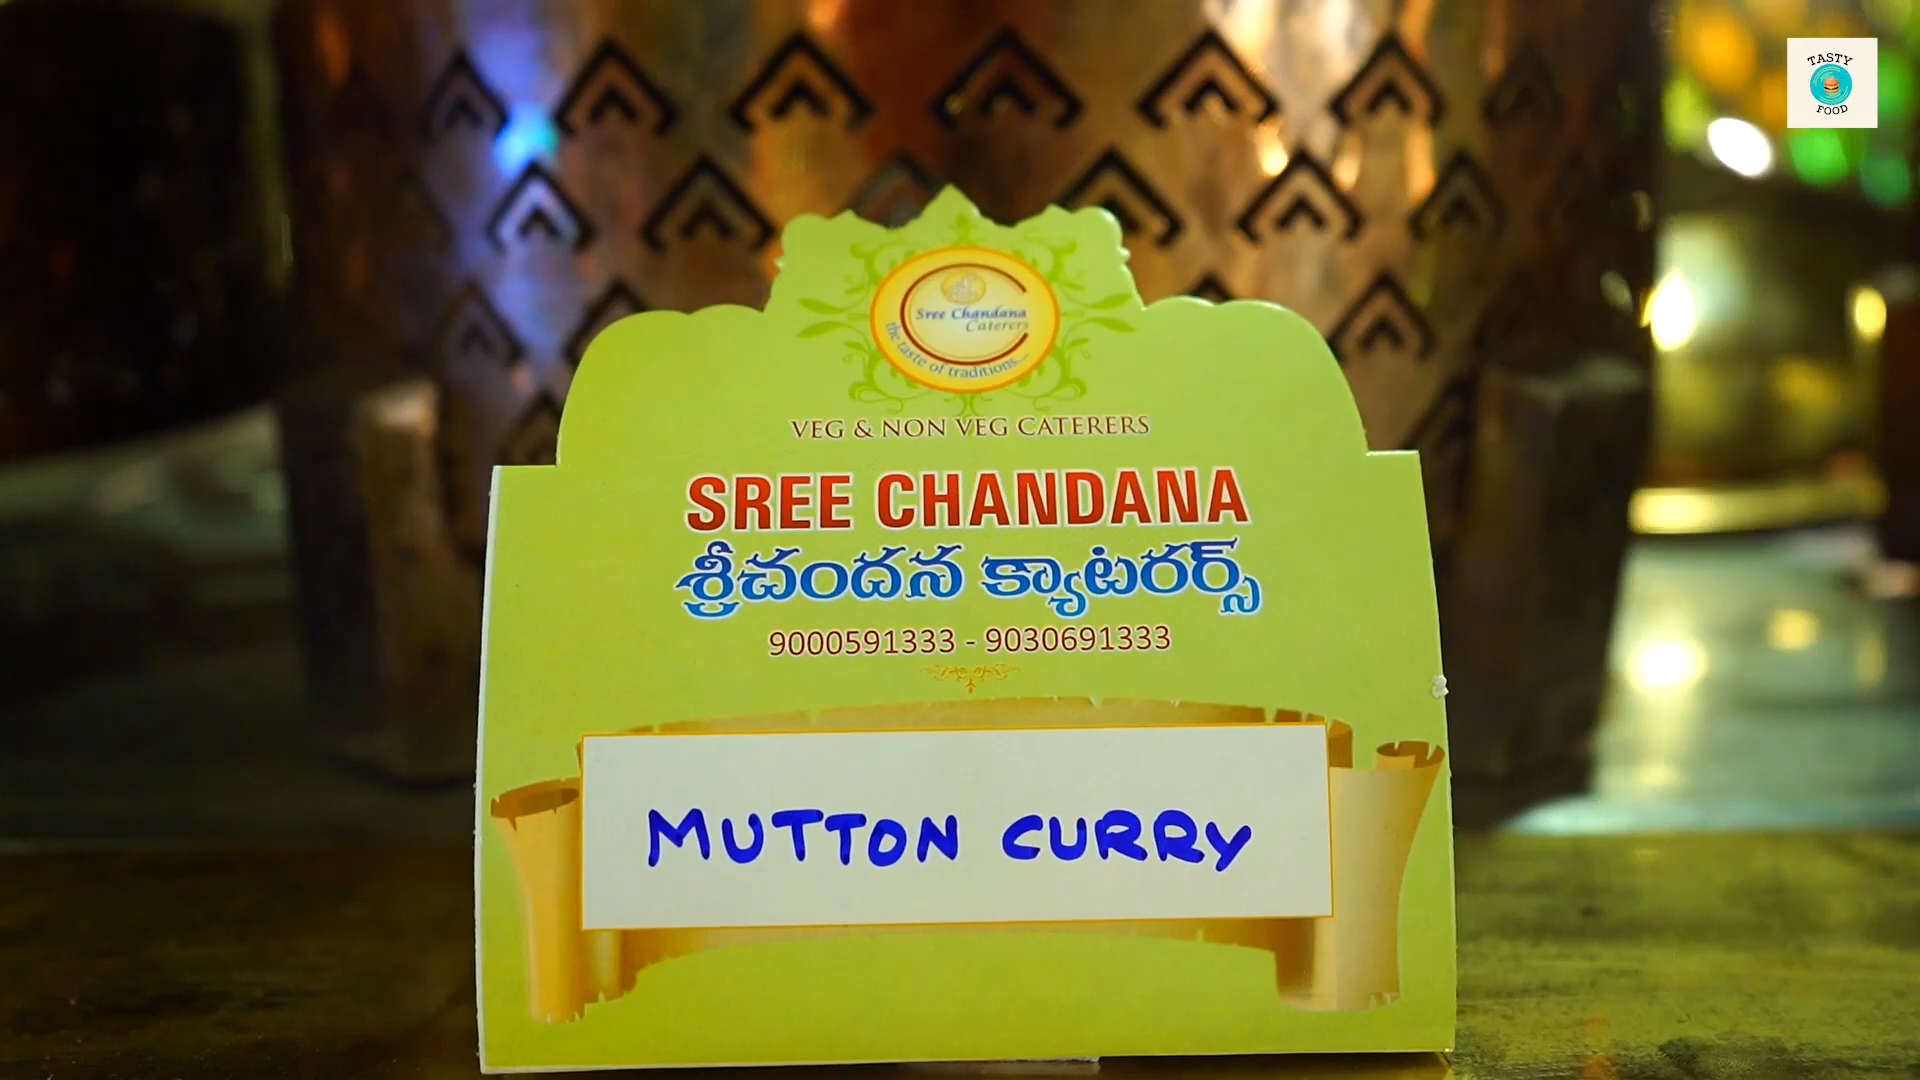 TASTY
FOOD
Sree Chandana
Caterers
the taste of traditions....
VEG & NON VEG CATERERS
SREE CHANDANA
శ్రీచందన క్యాటరర్స్
9000591333 - 9030691333
MUTTON CURRY